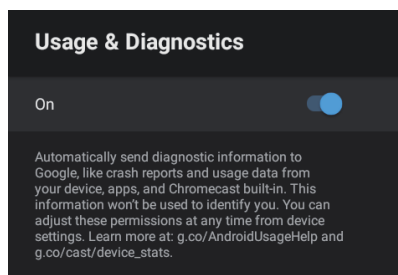 Usage & Diagnostics
On
Automatically send diagnostic information to
Google, like crash reports and usage data from
your device, apps, and Chromecast built-in. This
information won't be used to identify you. You can
adjust these permissions at any time from device
settings. Learn more at: g.co/AndroidUsageHelp and
g.co/cast/device_stats.